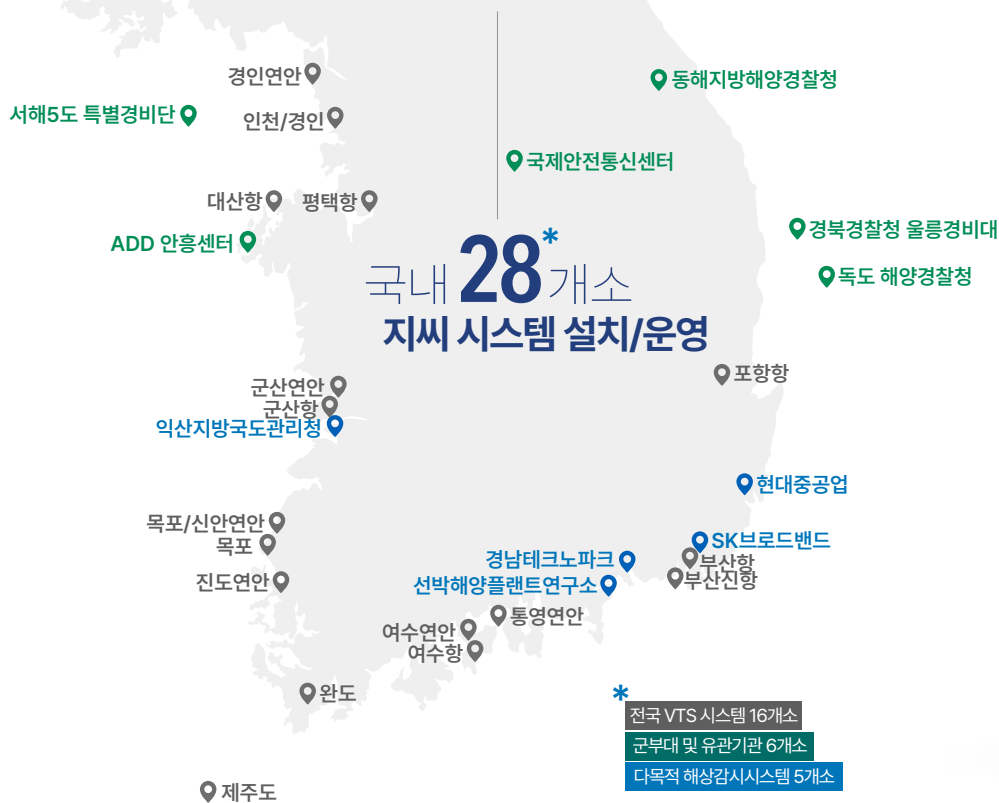 경인연안
동해지방해양경찰청
서해5도 특별경비단
인천/경인
국제안전통신센터
대산항
평택항
경북경찰청 울릉경비대
ADD 안흥센터
독도 해양경찰청
국내 28* 개소
지씨 시스템 설치/운영
포항항
군산연안
군산항
익산지방국도관리청
현대중공업
목포/신안연안
SK브로드밴드
목포
경남테크노파크
부산항
진도연안
선박해양플랜트연구소
부산진항
통영연안
여수연안
여수항
완도
*
전국 VTS 시스템 16개소
군부대 및 유관기관 6개소
다목적 해상감시시스템 5개소
제주도